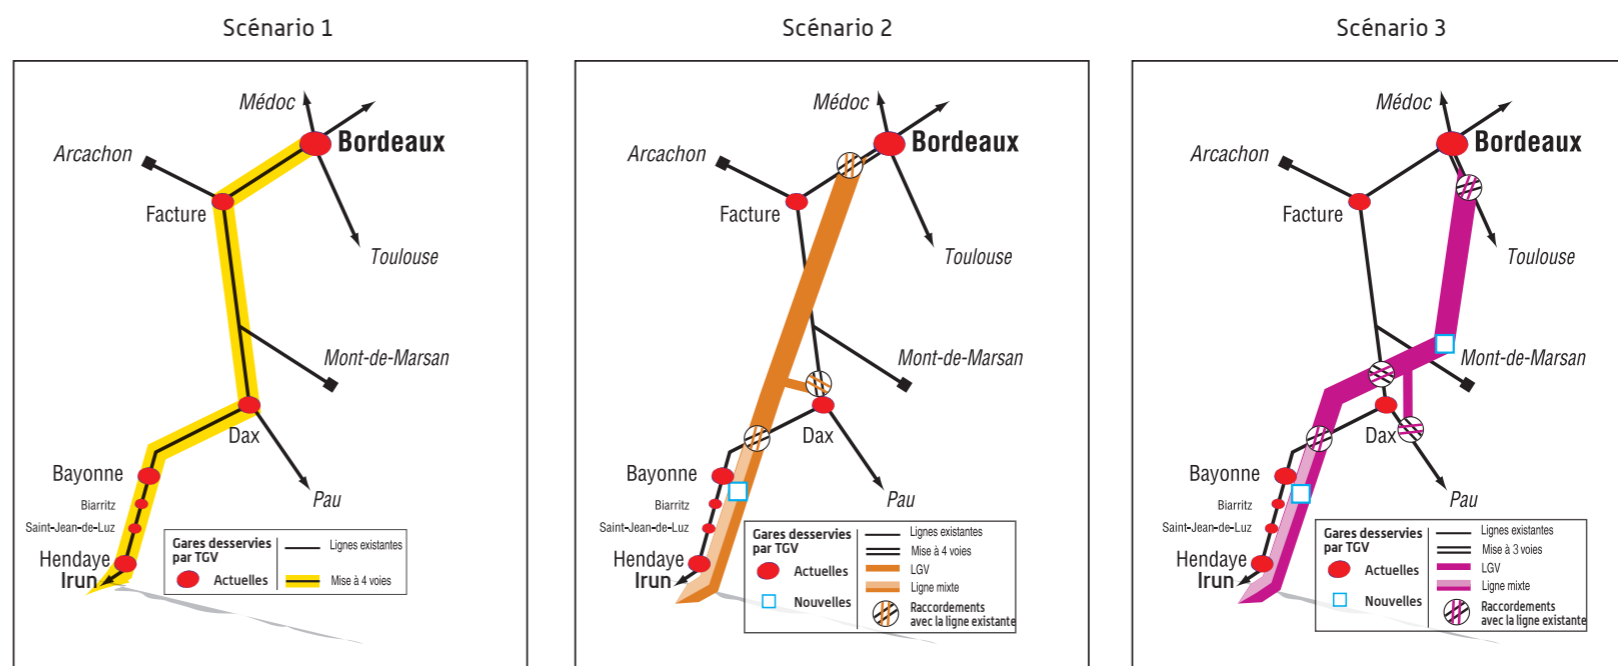 Scénario 1
Médoc
Bordeaux
Arcachon
Facture
Toulouse
Mont-de-Marsan
Dax
Bayonne
Pau
Biarritz
Saint-Jean-de-Luz
Hendaye
Irun
Gares desservies
par TGV
Actuelles
Lignes existantes
Mise à 4 voies
Scénario 2
Médoc
Bordeaux
Arcachon
Facture
Toulouse
Mont-de-Marsan
Dax
Bayonne
Pau
Biarritz
Saint-Jean-de-Luz
Hendaye
Irun
Gares desservies
par TGV
Actuelles
Nouvelles
Lignes existantes
Mise à 4 voies
LGV
Ligne mixte
Raccordements
avec la ligne existante
Scénario 3
Médoc
Bordeaux
Arcachon
Facture
Toulouse
Mont-de-Marsan
Dax
Bayonne
Pau
Biarritz
Saint-Jean-de-Luz
Hendaye
Irun
Gares desservies
par TGV
Actuelles
Nouvelles
Lignes existantes
Mise à 3 voies
LGV
Ligne mixte
Raccordements
avec la ligne existante